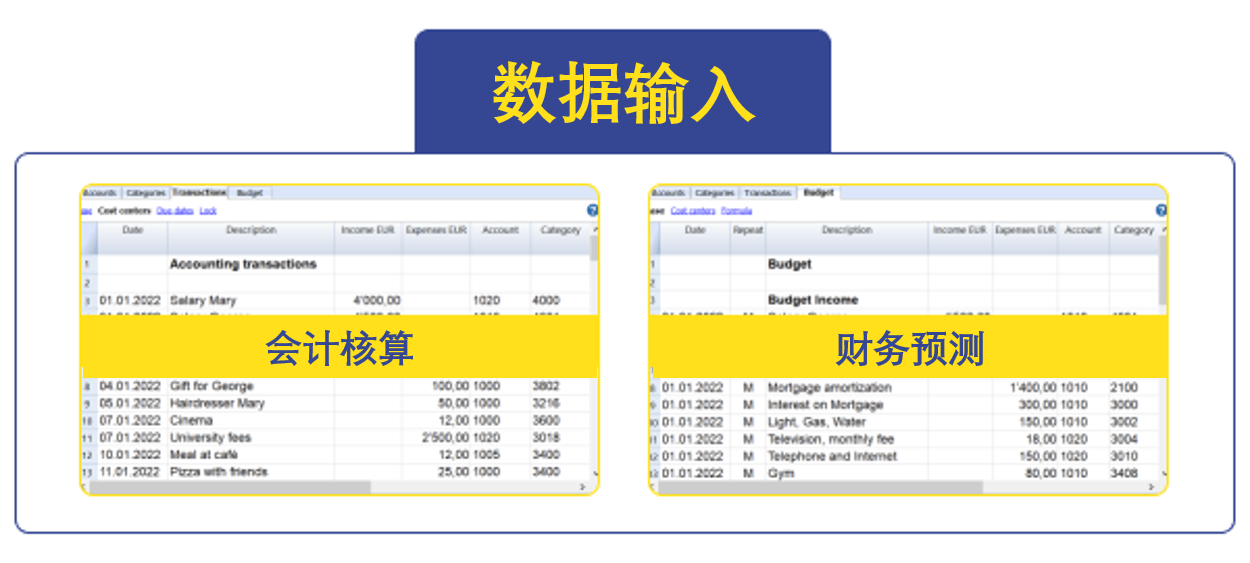 数据输入
Accounts Categories Transactions Budget
Cost centers Due dates Lock
Date Description Income EUR Expenses EUR Account Category
1 Accounting transactions
2
3 01.01.2022 Salary Mary 4'000,00 1020 4000
会计核算
8 04.01.2022 Gift for George 100,00 1000 3802
9 05.01.2022 Hairdresser Mary 50,00 1000 3216
10 07.01.2022 Cinema 12,00 1000 3600
11 07.01.2022 University fees 2'500,00 1020 3018
12 10.01.2022 Meal at cafè 12,00 1005 3400
13 11.01.2022 Pizza with friends 25,00 1000 3400
Accounts Categories Transactions Budget
Cost centers Formula
Date Repeat Description Income EUR Expenses EUR Account Category
1 Budget
2
3 Budget Income
财务预测
01.01.2022 M Mortgage amortization 1'400,00 1010 2100
01.01.2022 M Interest on Mortgage 300,00 1010 3000
01.01.2022 M Light, Gas, Water 150,00 1010 3002
01.01.2022 M Television, monthly fee 18,00 1020 3004
01.01.2022 M Telephone and Internet 150,00 1020 3010
01.01.2022 M Gym 80,00 1010 3408